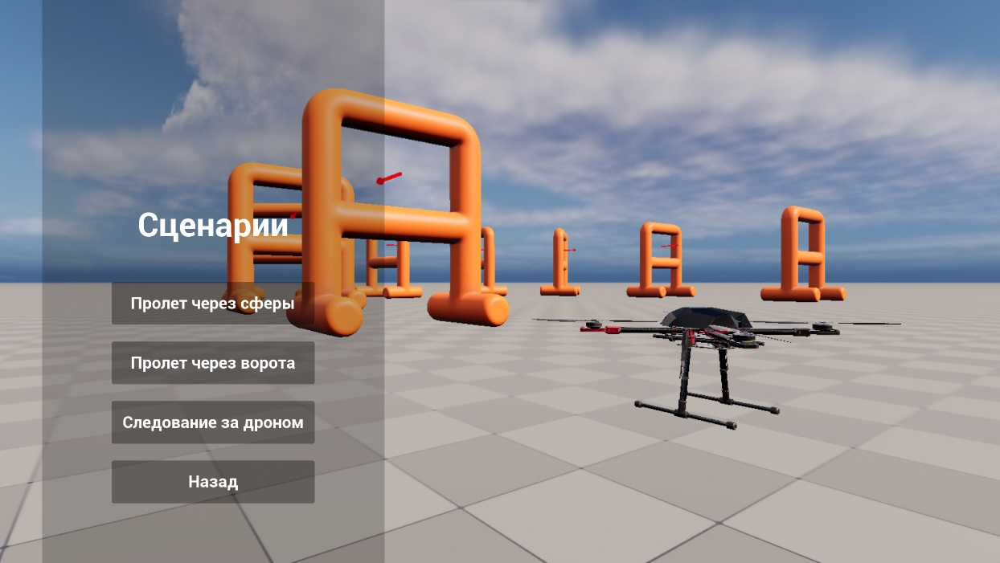 Сценарии
Пролет через сферы
Пролет через ворота
Следование за дроном
Назад